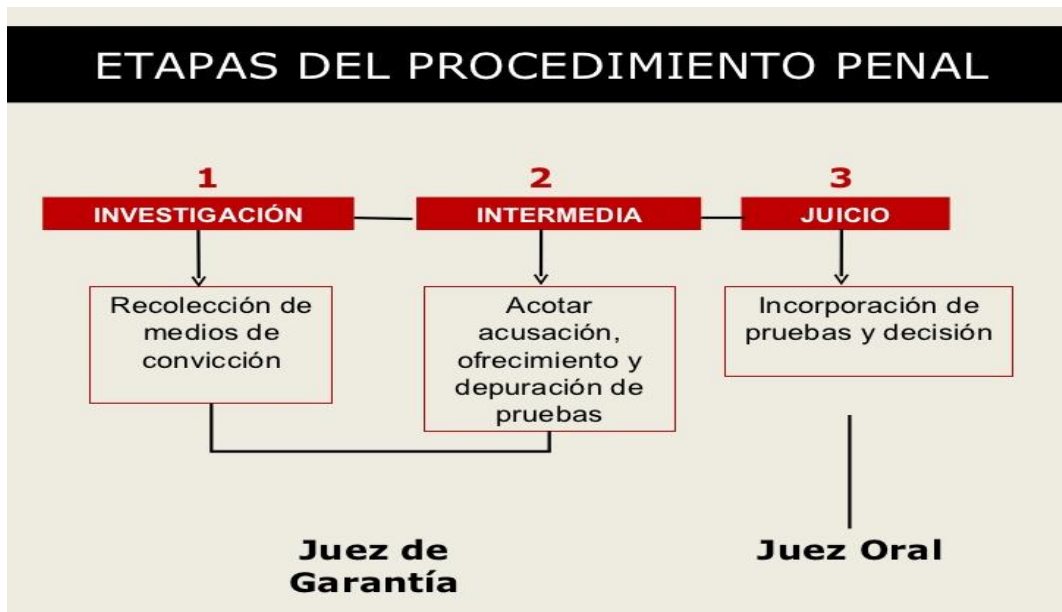 ETAPAS DEL PROCEDIMIENTO PENAL
1
INVESTIGACIÓN
Recolección de
medios de
convicción
2
INTERMEDIA
Acotar
acusación,
ofrecimiento y
depuración de
pruebas
3
JUICIO
Incorporación de
pruebas y decisión
Juez de
Garantía
Juez Oral